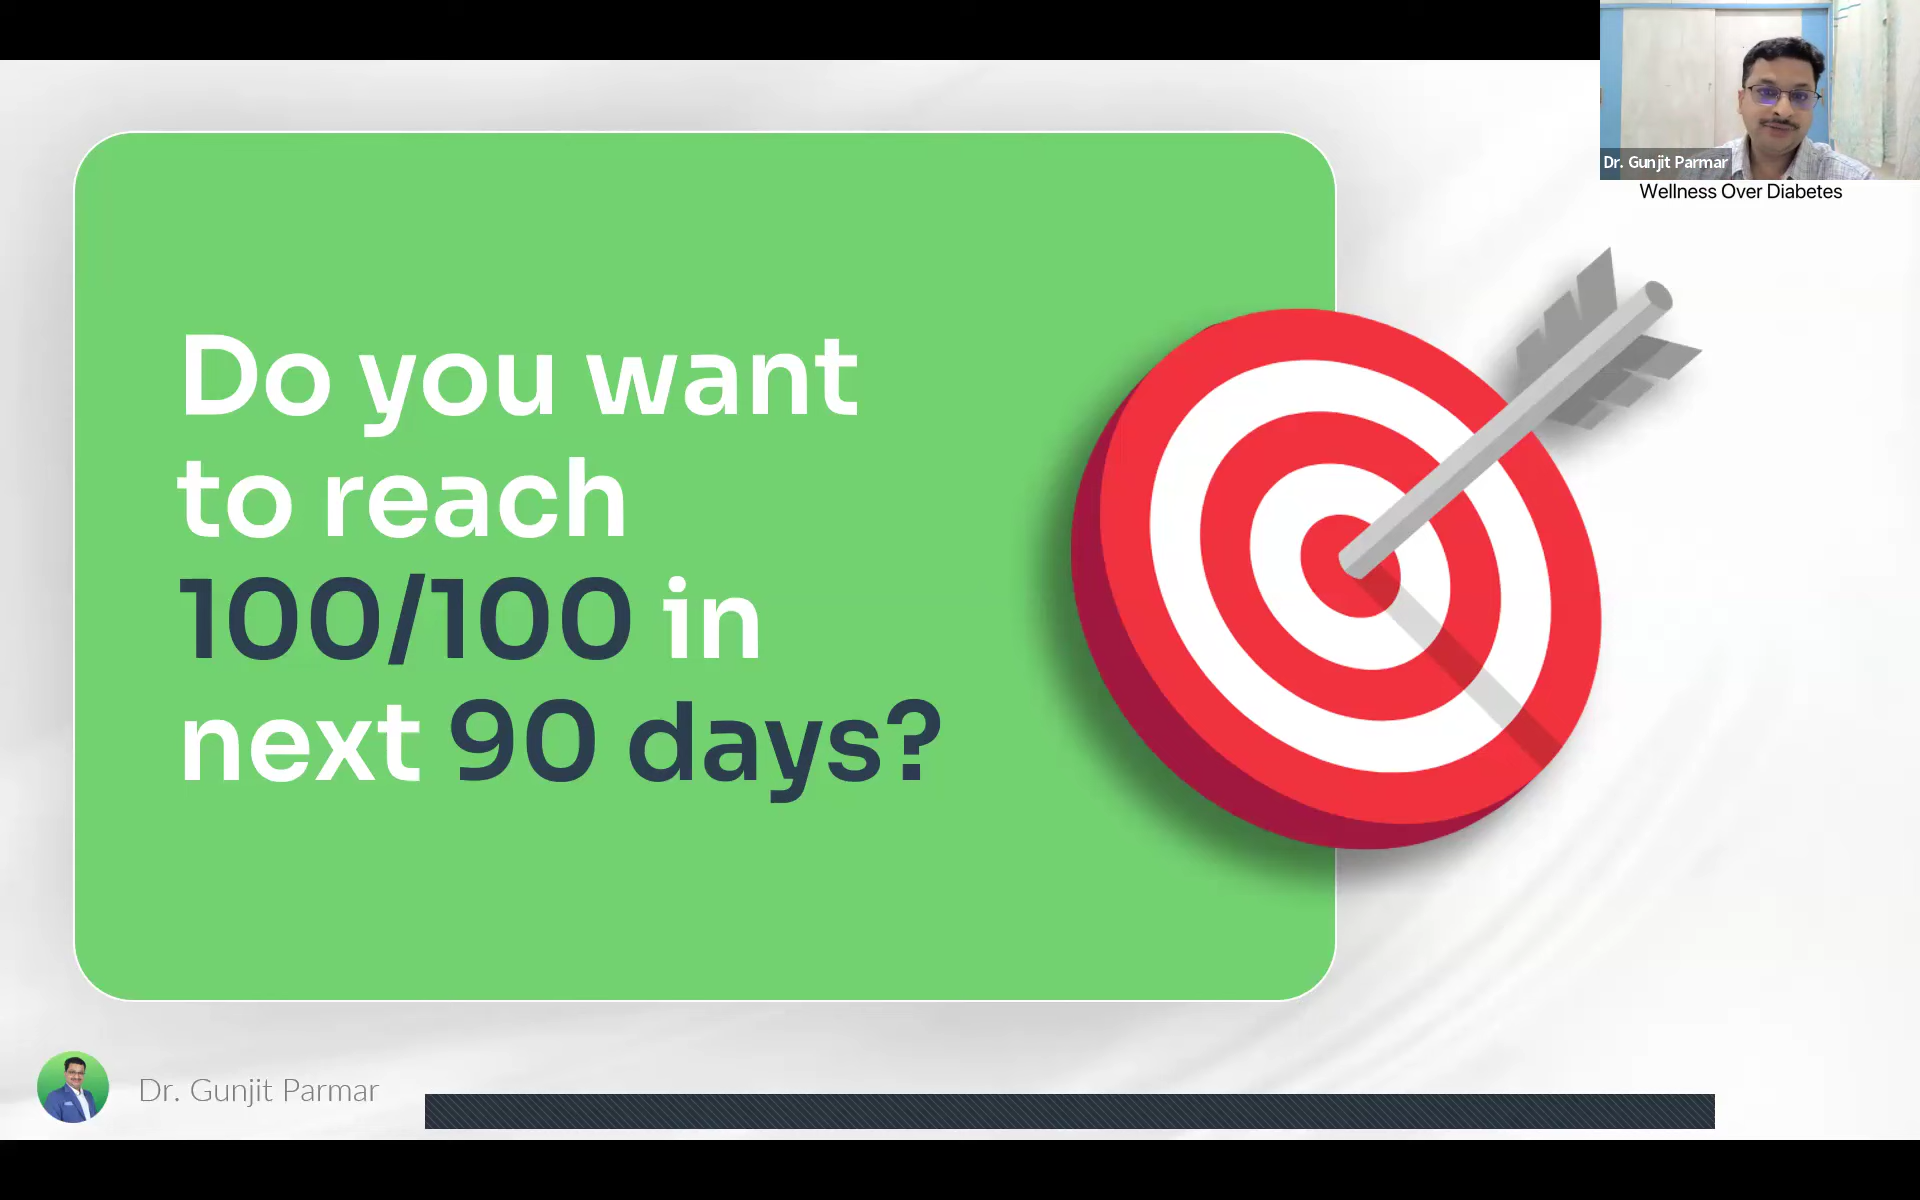 Dr. Gunjit Parmar
Wellness Over Diabetes
Do you want
to reach
100/100 in
next 90 days?
Dr. Gunjit Parmar